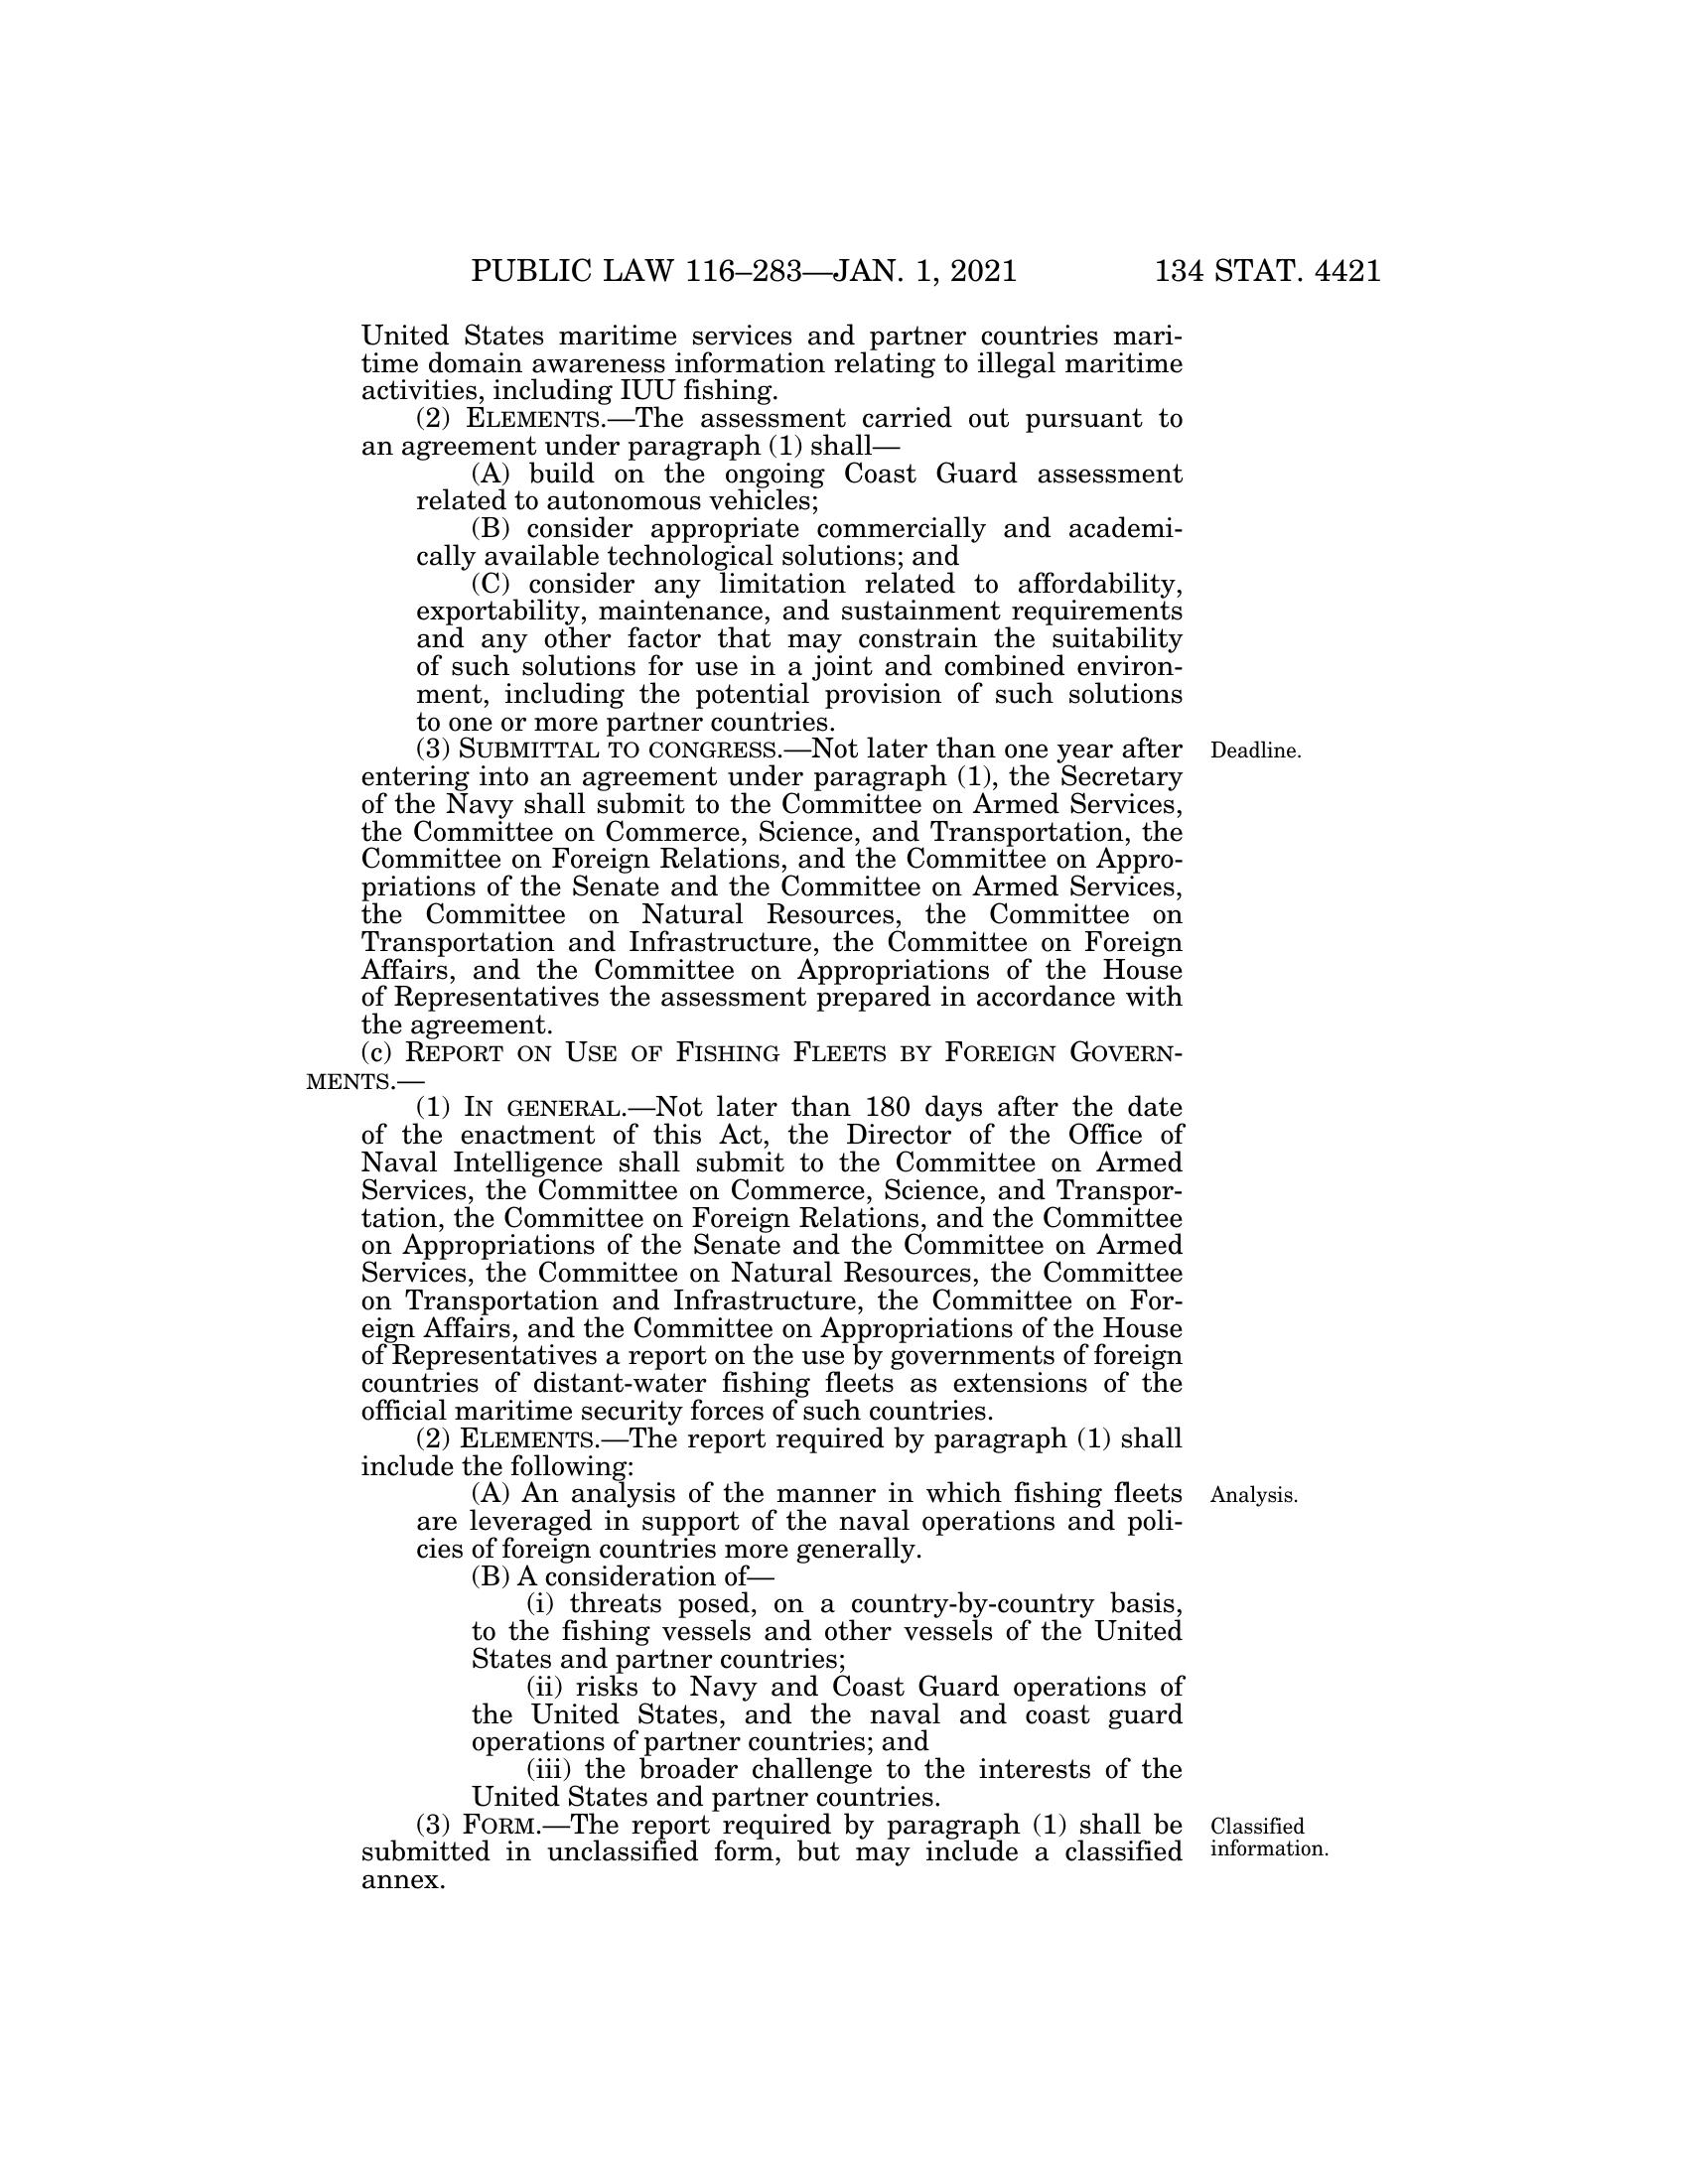 PUBLIC LAW 116–283—JAN. 1, 2021 134 STAT. 4421
United States maritime services and partner countries mari-
time domain awareness information relating to illegal maritime
activities, including IUU fishing.
(2) ELEMENTS.—The assessment carried out pursuant to
an agreement under paragraph (1) shall—
(A) build on the ongoing Coast Guard assessment
related to autonomous vehicles;
(B) consider appropriate commercially and academi-
cally available technological solutions; and
(C) consider any limitation related to affordability,
exportability, maintenance, and sustainment requirements
and any other factor that may constrain the suitability
of such solutions for use in a joint and combined environ-
ment, including the potential provision of such solutions
to one or more partner countries.
(3) SUBMITTAL TO CONGRESS.—Not later than one year after
Deadline.
entering into an agreement under paragraph (1), the Secretary
of the Navy shall submit to the Committee on Armed Services,
the Committee on Commerce, Science, and Transportation, the
Committee on Foreign Relations, and the Committee on Appro-
priations of the Senate and the Committee on Armed Services,
the Committee on Natural Resources, the Committee on
Transportation and Infrastructure, the Committee on Foreign
Affairs, and the Committee on Appropriations of the House
of Representatives the assessment prepared in accordance with
the agreement.
(c) REPORT ON USE OF FISHING FLEETS BY FOREIGN GOVERN-
MENTS.—
(1) IN GENERAL.—Not later than 180 days after the date
of the enactment of this Act, the Director of the Office of
Naval Intelligence shall submit to the Committee on Armed
Services, the Committee on Commerce, Science, and Transpor-
tation, the Committee on Foreign Relations, and the Committee
on Appropriations of the Senate and the Committee on Armed
Services, the Committee on Natural Resources, the Committee
on Transportation and Infrastructure, the Committee on For-
eign Affairs, and the Committee on Appropriations of the House
of Representatives a report on the use by governments of foreign
countries of distant-water fishing fleets as extensions of the
official maritime security forces of such countries.
(2) ELEMENTS.—The report required by paragraph (1) shall
include the following:
(A) An analysis of the manner in which fishing fleets
Analysis.
are leveraged in support of the naval operations and poli-
cies of foreign countries more generally.
(B) A consideration of—
(i) threats posed, on a country-by-country basis,
to the fishing vessels and other vessels of the United
States and partner countries;
(ii) risks to Navy and Coast Guard operations of
the United States, and the naval and coast guard
operations of partner countries; and
(iii) the broader challenge to the interests of the
United States and partner countries.
(3) FORM.—The report required by paragraph (1) shall be
submitted in unclassified form, but may include a classified
annex.
Classified
information.